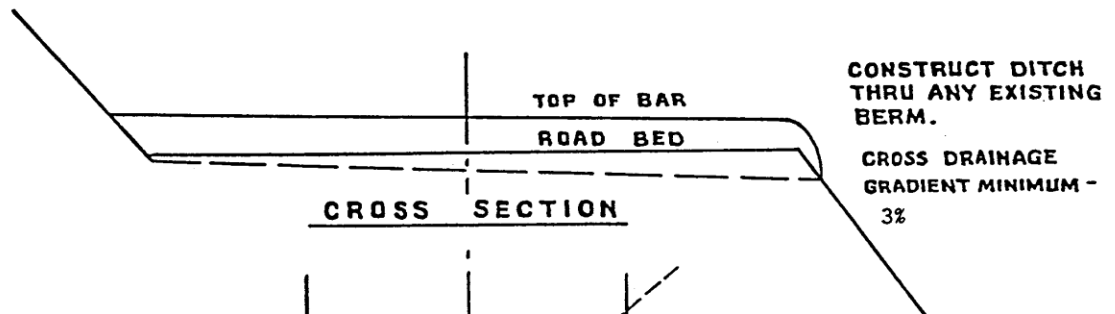 TOP OF BAR
ROAD BED
CROSS SECTION
CONSTRUCT DITCH
THRU ANY EXISTING
BERM.
CROSS DRAINAGE
GRADIENT MINIMUM -
3%